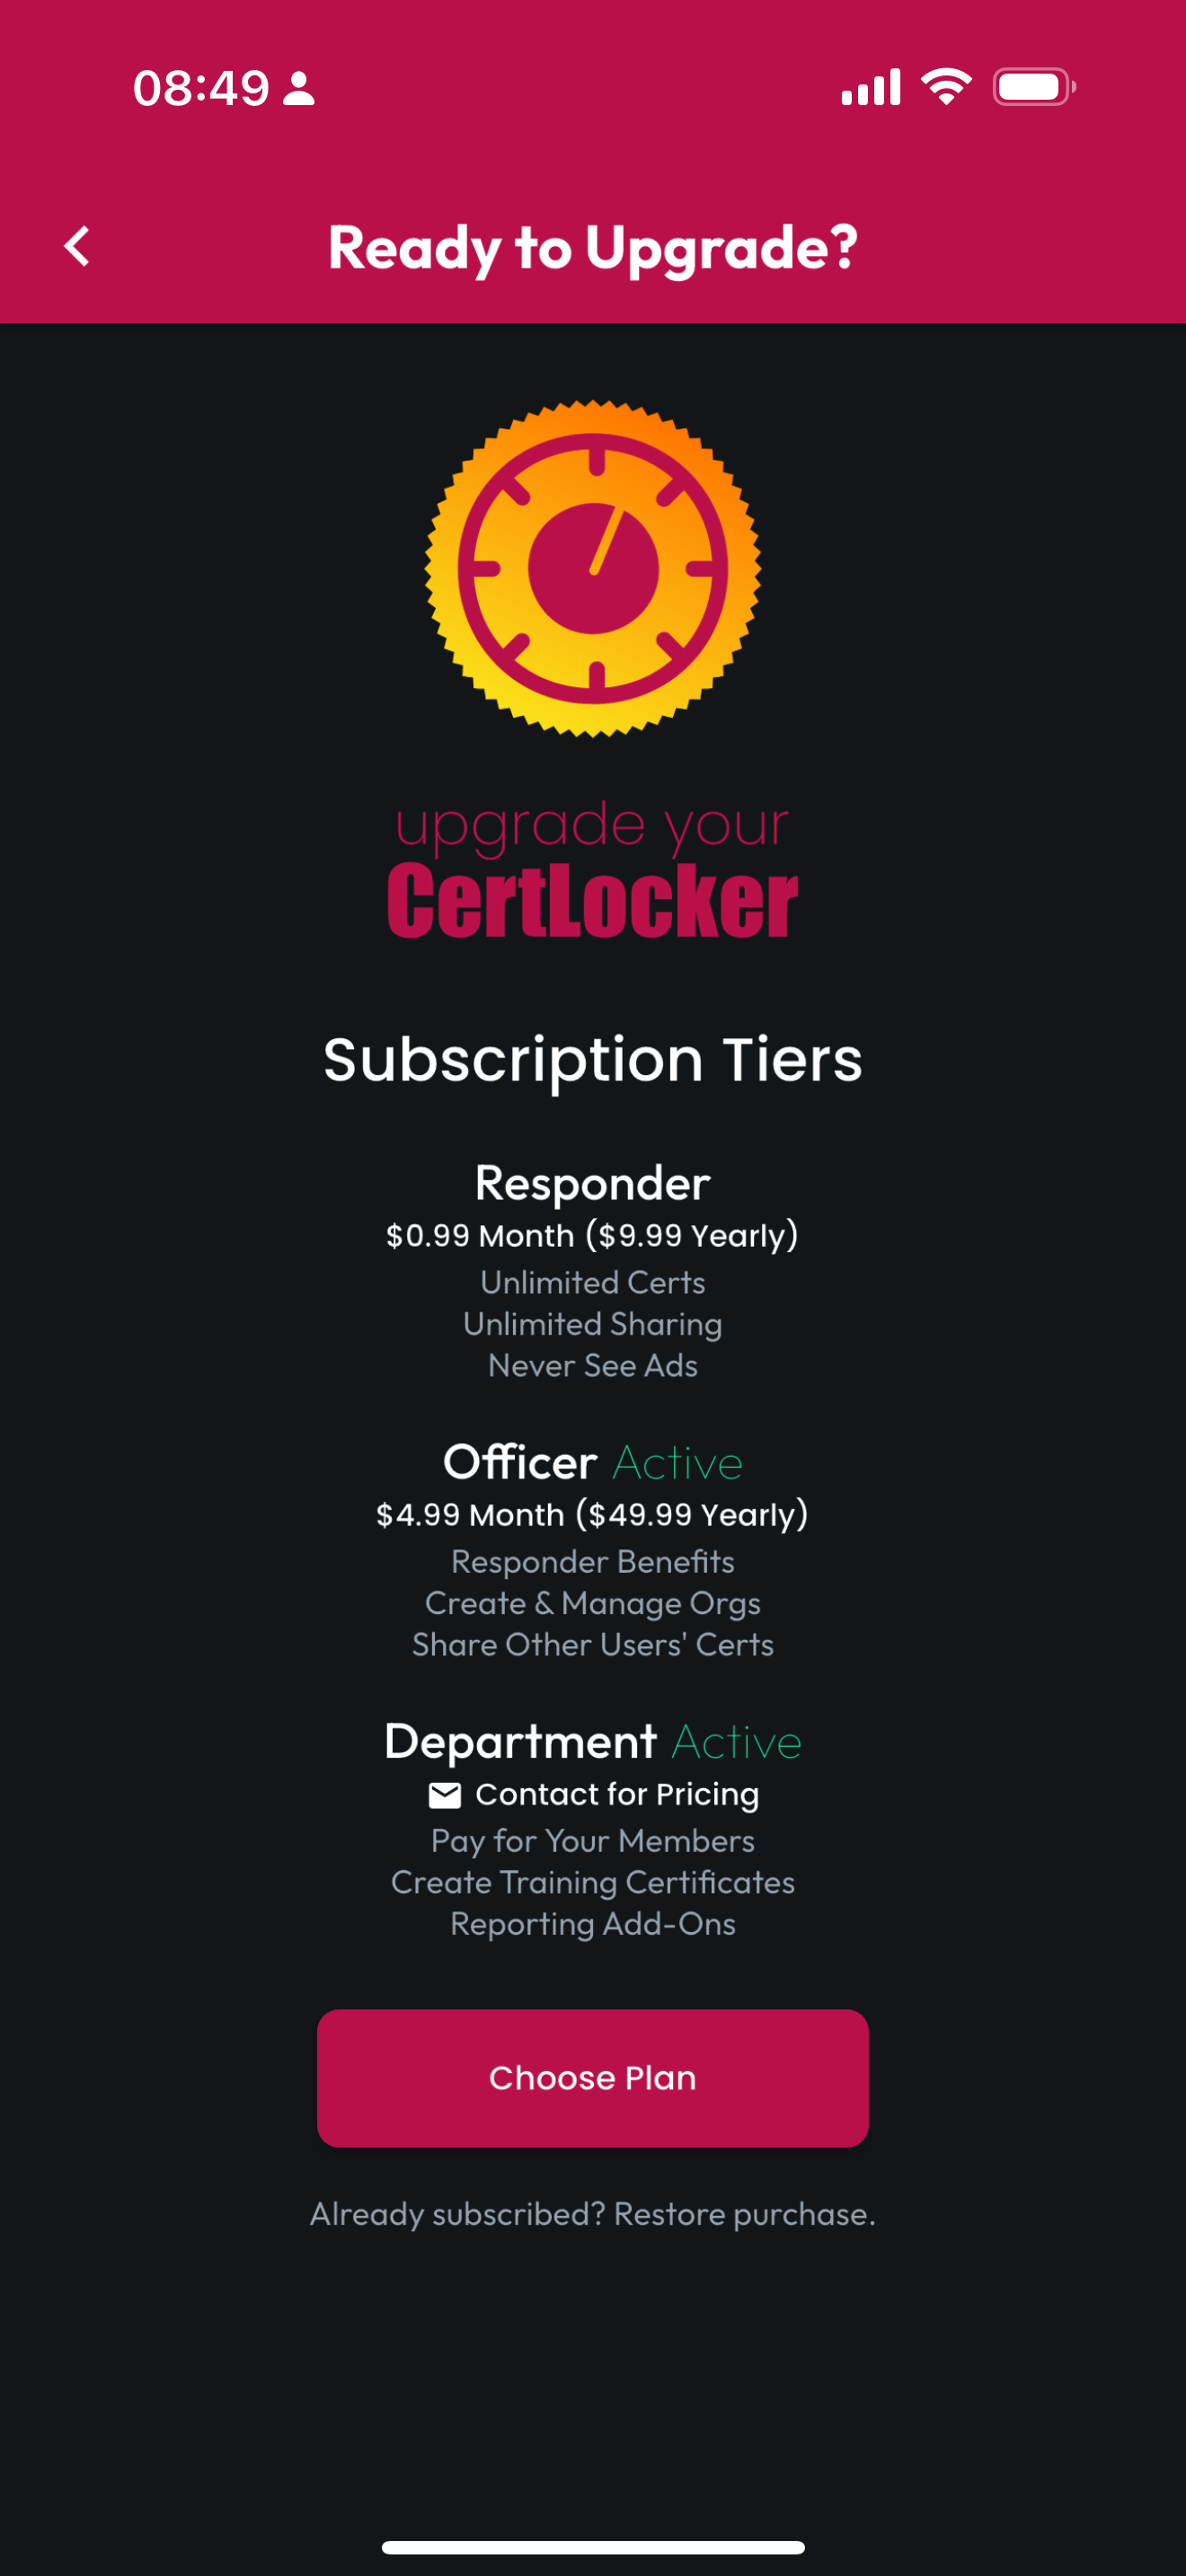 08:49
Ready to Upgrade?
upgrade your
CertLocker
Subscription Tiers
Responder
$0.99 Month ($9.99 Yearly)
Unlimited Certs
Unlimited Sharing
Never See Ads
Officer Active
$4.99 Month ($49.99 Yearly)
Responder Benefits
Create & Manage Orgs
Share Other Users' Certs
Department Active
Contact for Pricing
Pay for Your Members
Create Training Certificates
Reporting Add-Ons
Choose Plan
Already subscribed? Restore purchase.